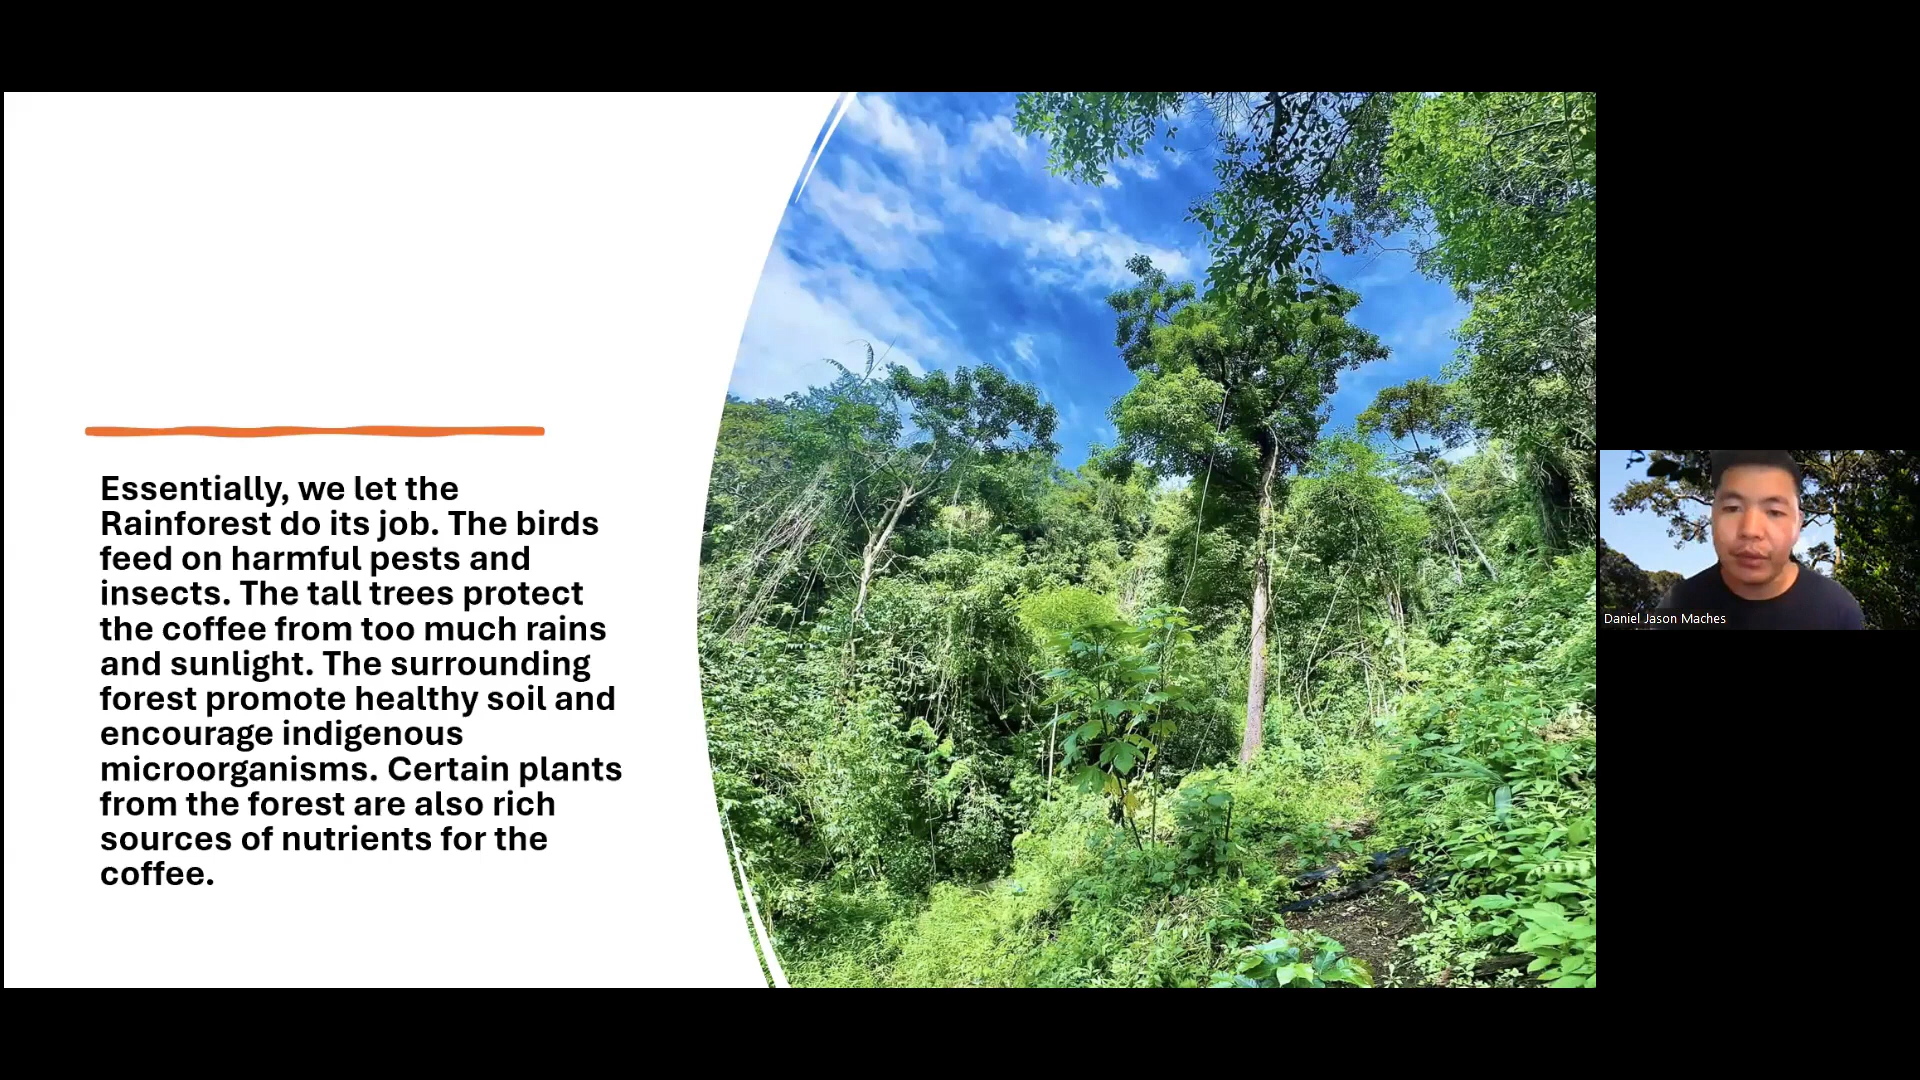 Essentially, we let the
Rainforest do its job. The birds
feed on harmful pests and
insects. The tall trees protect
the coffee from too much rains
and sunlight. The surrounding
forest promote healthy soil and
encourage indigenous
microorganisms. Certain plants
from the forest are also rich
sources of nutrients for the
coffee.
Daniel Jason Maches